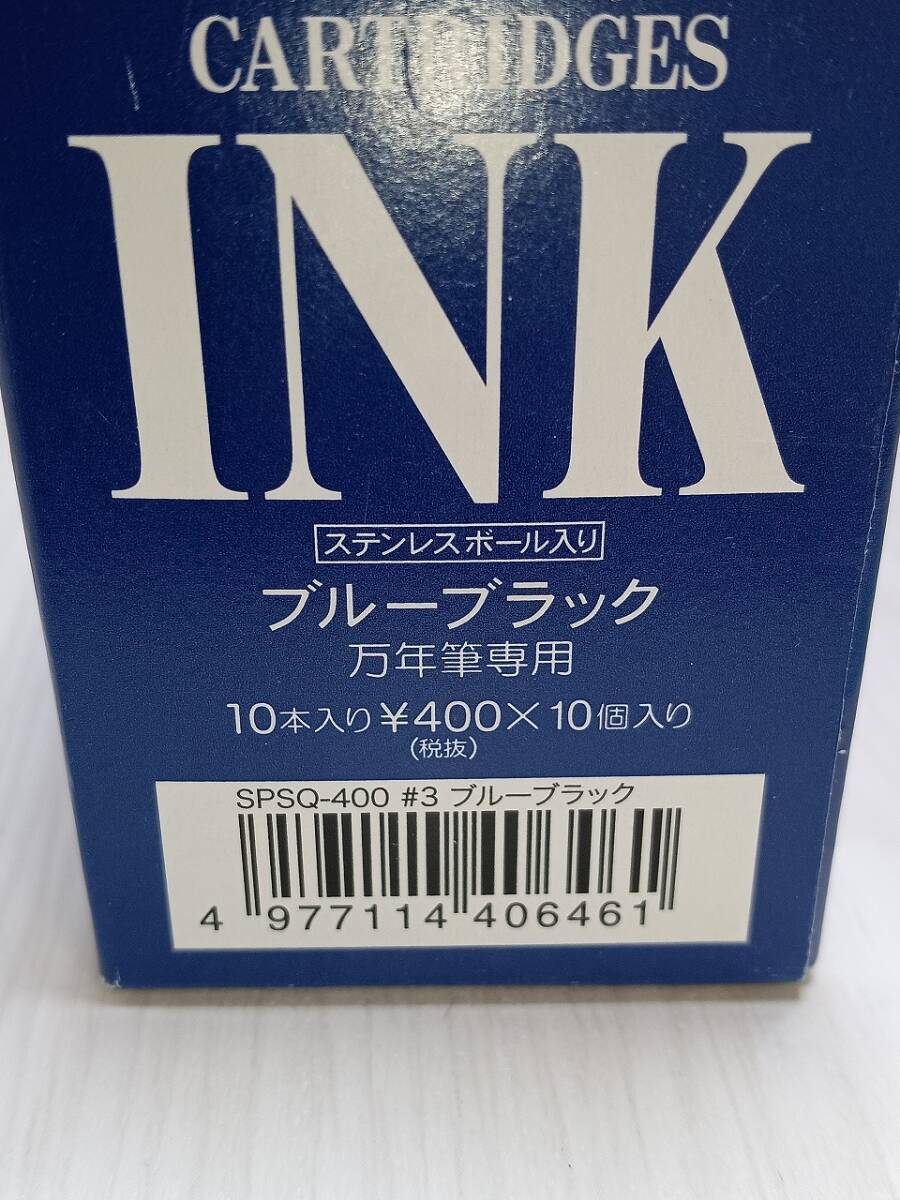 CARTRIDGES
INK
ステンレスボール入り
ブルーブラック
万年筆専用
10本入り¥400×10個入り
(税抜)
SPSQ-400 #3 ブルーブラック
4 977114 406461